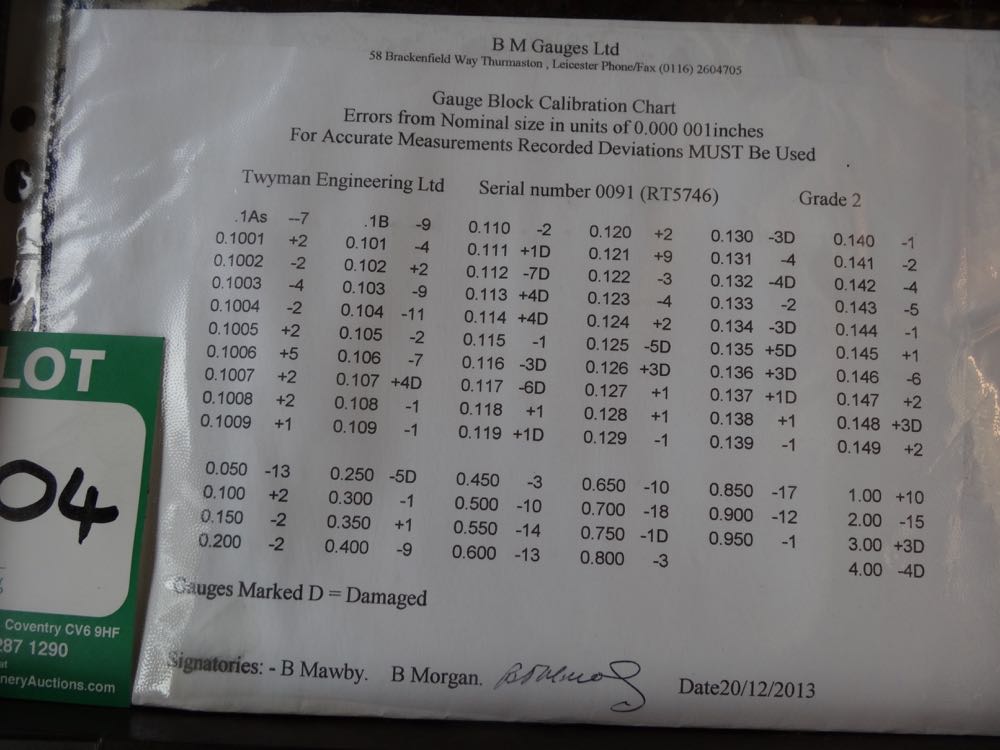 B M Gauges Ltd
58 Brackenfield Way Thurmaston , Leicester Phone/Fax (0116) 2604705
Gauge Block Calibration Chart
Errors from Nominal size in units of 0.000 001inches
For Accurate Measurements Recorded Deviations MUST Be Used
Twyman Engineering Ltd Serial number 0091 (RT5746) Grade 2
.1As --7 .1B -9 0.110 -2 0.120 +2 0.130 -3D 0.140 -1
0.1001 +2 0.101 -4 0.111 +1D 0.121 +9 0.131 -4 0.141 -2
0.1002 -2 0.102 +2 0.112 -7D 0.122 -3 0.132 -4D 0.142 -4
0.1003 -4 0.103 -9 0.113 +4D 0.123 -4 0.133 -2 0.143 -5
0.1004 -2 0.104 -11 0.114 +4D 0.124 +2 0.134 -3D 0.144 -1
0.1005 +2 0.105 -2 0.115 -1 0.125 -5D 0.135 +5D 0.145 +1
0.1006 +5 0.106 -7 0.116 -3D 0.126 +3D 0.136 +3D 0.146 -6
0.1007 +2 0.107 +4D 0.117 -6D 0.127 +1 0.137 +1D 0.147 +2
0.1008 +2 0.108 -1 0.118 +1 0.128 +1 0.138 +1 0.148 +3D
0.1009 +1 0.109 -1 0.119 +1D 0.129 -1 0.139 -1 0.149 +2
0.050 -13 0.250 -5D 0.450 -3 0.650 -10 0.850 -17 1.00 +10
0.100 +2 0.300 -1 0.500 -10 0.700 -18 0.900 -12 2.00 -15
0.150 -2 0.350 +1 0.550 -14 0.750 -1D 0.950 -1 3.00 +3D
0.200 -2 0.400 -9 0.600 -13 0.800 -3 4.00 -4D
Gauges Marked D = Damaged
Signatories: - B Mawby. B Morgan.
Date20/12/2013
LOT
04
Coventry CV6 9HF
287 1290
at
neryAuctions.com